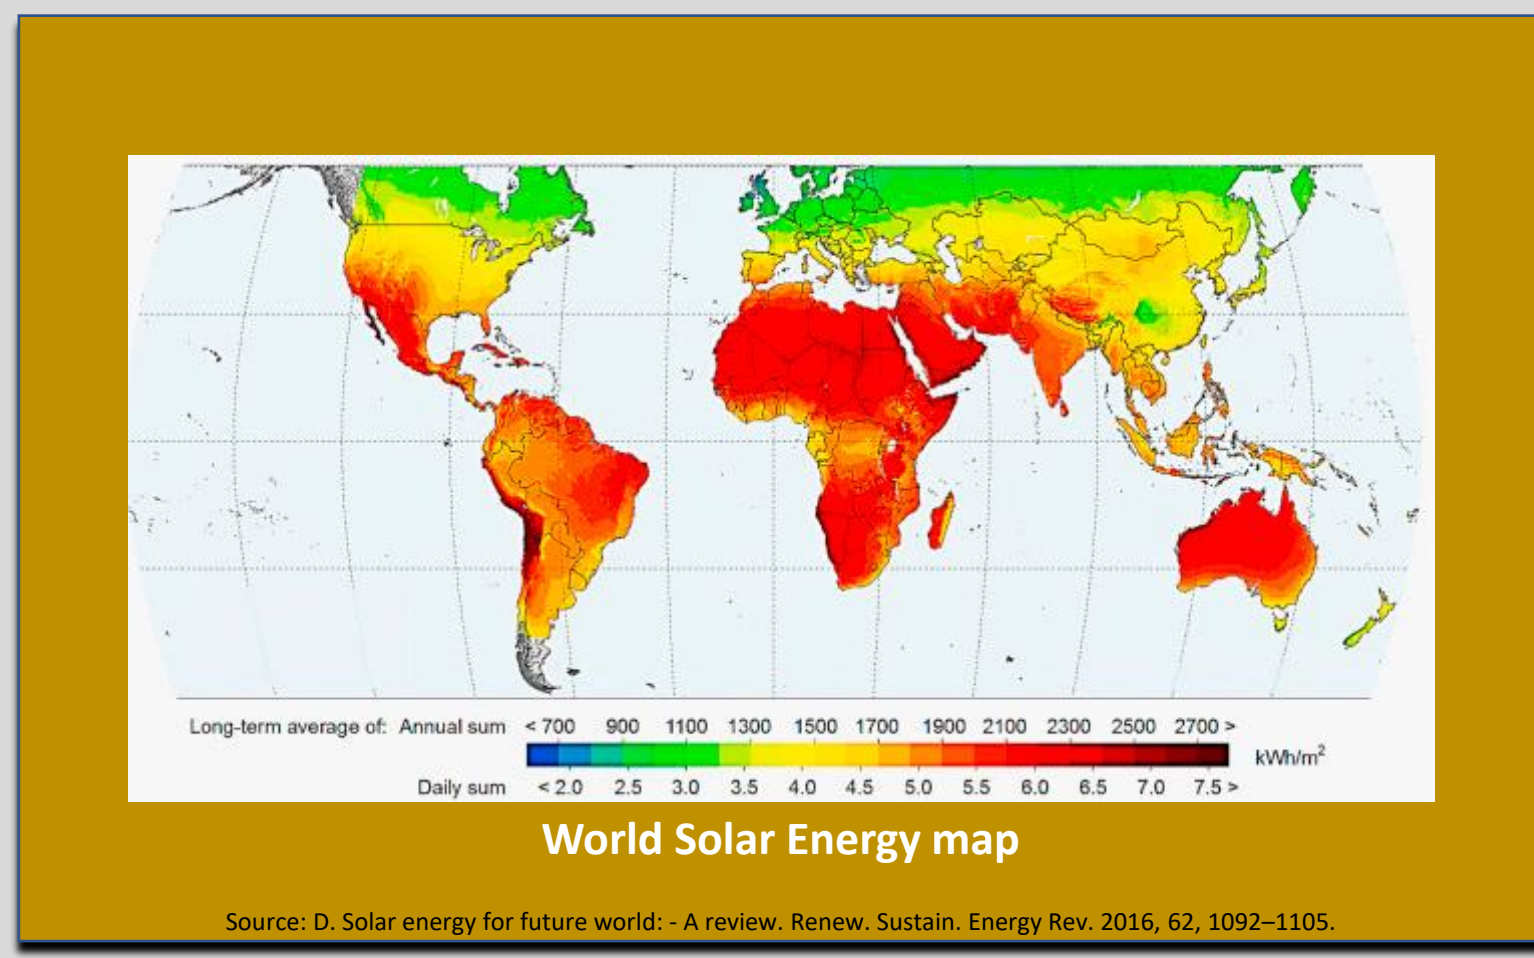 Long-term average of: Annual sum < 700 900 1100 1300 1500 1700 1900 2100 2300 2500 2700 >
kWh/m²
Daily sum < 2.0 2.5 3.0 3.5 4.0 4.5 5.0 5.5 6.0 6.5 7.0 7.5 >
World Solar Energy map
Source: D. Solar energy for future world: - A review. Renew. Sustain. Energy Rev. 2016, 62, 1092–1105.